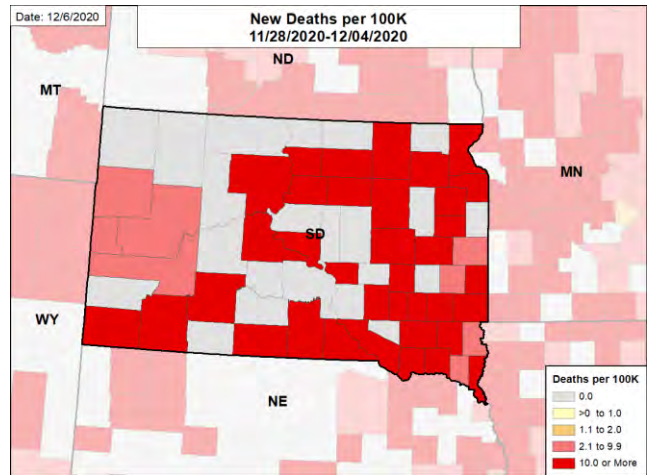 Date: 12/6/2020
New Deaths per 100K
11/28/2020-12/04/2020
ND
MT
MN
SD
WY
NE
Deaths per 100K
0.0
>0 to 1.0
1.1 to 2.0
2.1 to 9.9
10.0 or More